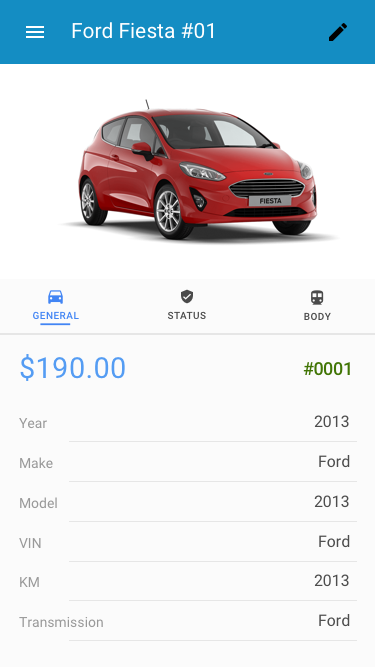 Ford Fiesta #01
FIESTA
GENERAL
STATUS
BODY
$190.00
#0001
Year 2013
Make Ford
Model 2013
VIN Ford
KM 2013
Transmission Ford